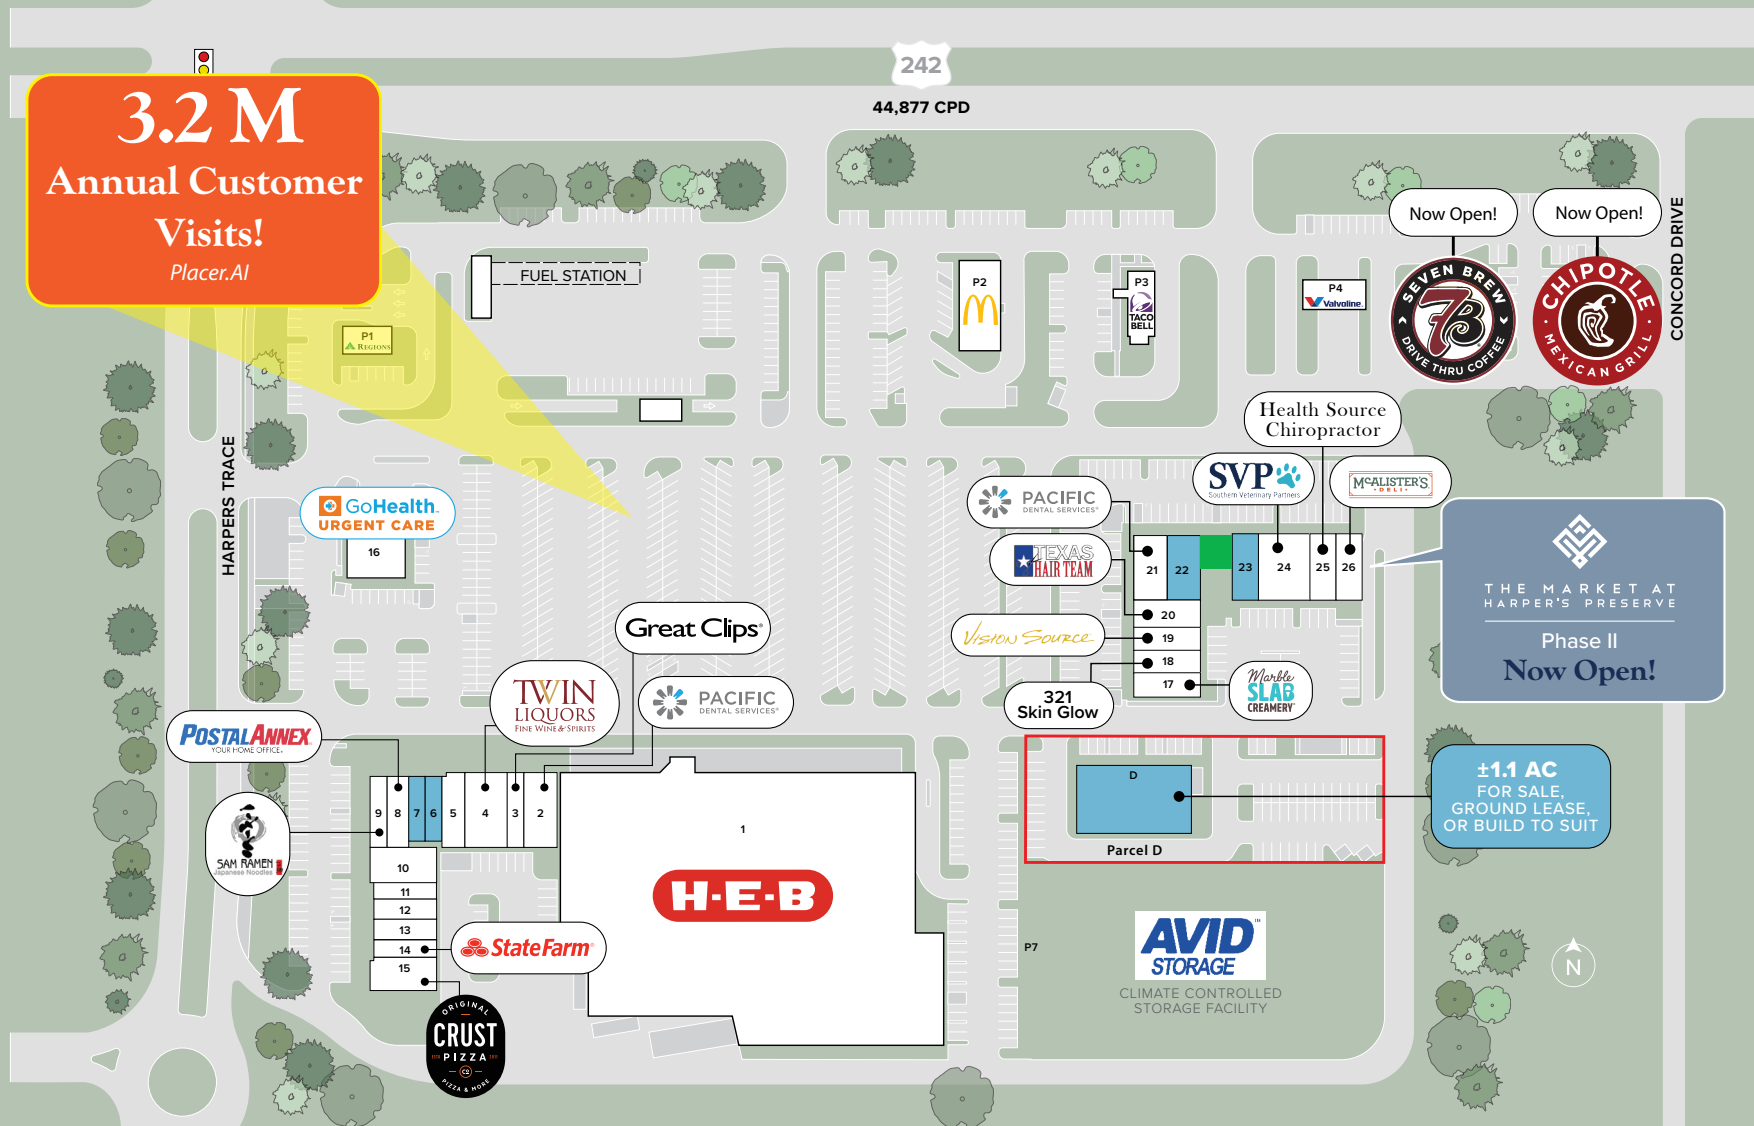 242
44,877 CPD
3.2 M
Annual Customer
Visits!
Placer.AI
FUEL STATION
P1
REGIONS
P2
P3
TACO
BELL
P4
Valvoline.
Now Open!
Now Open!
SEVEN BREW
7B
DRIVE THRU COFFEE
CHIPOTLE
MEXICAN GRILL
CONCORD DRIVE
HARPERS TRACE
GoHealth
URGENT CARE
16
Health Source
Chiropractor
SVP
Southern Veterinary Partners
McALISTER'S
DELI
PACIFIC
DENTAL SERVICES®
TEXAS
HAIR TEAM
VISION SOURCE
321
Skin Glow
Marble
SLAB
CREAMERY
21
22
23
24
25
26
20
19
18
17
THE MARKET AT
HARPER'S PRESERVE
Phase II
Now Open!
Great Clips®
TWIN
LIQUORS
FINE WINE & SPIRITS
PACIFIC
DENTAL SERVICES®
POSTALANNEX
YOUR HOME OFFICE
SAM RAMEN
Japanese Noodles
9
8
7
6
5
4
3
2
1
10
11
12
13
14
15
H-E-B
State Farm®
ORIGINAL
CRUST
PIZZA
PIZZA & MORE
D
Parcel D
±1.1 AC
FOR SALE,
GROUND LEASE,
OR BUILD TO SUIT
P7
AVID™
STORAGE
CLIMATE CONTROLLED
STORAGE FACILITY
N